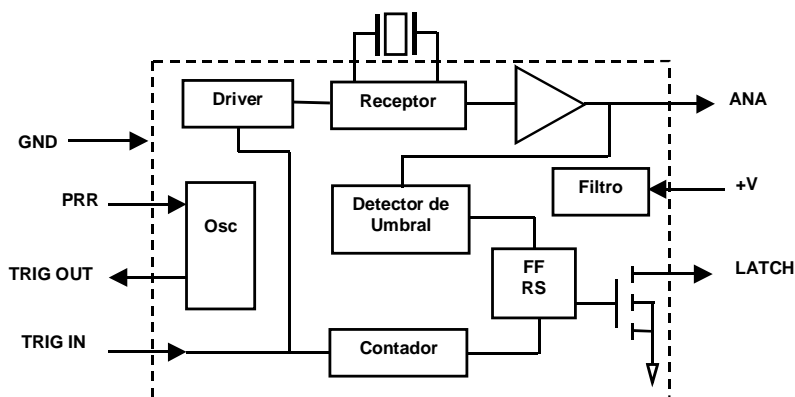 Driver
Receptor
ANA
GND
PRR
Osc
Detector de
Umbral
Filtro
+V
TRIG OUT
FF
RS
LATCH
TRIG IN
Contador